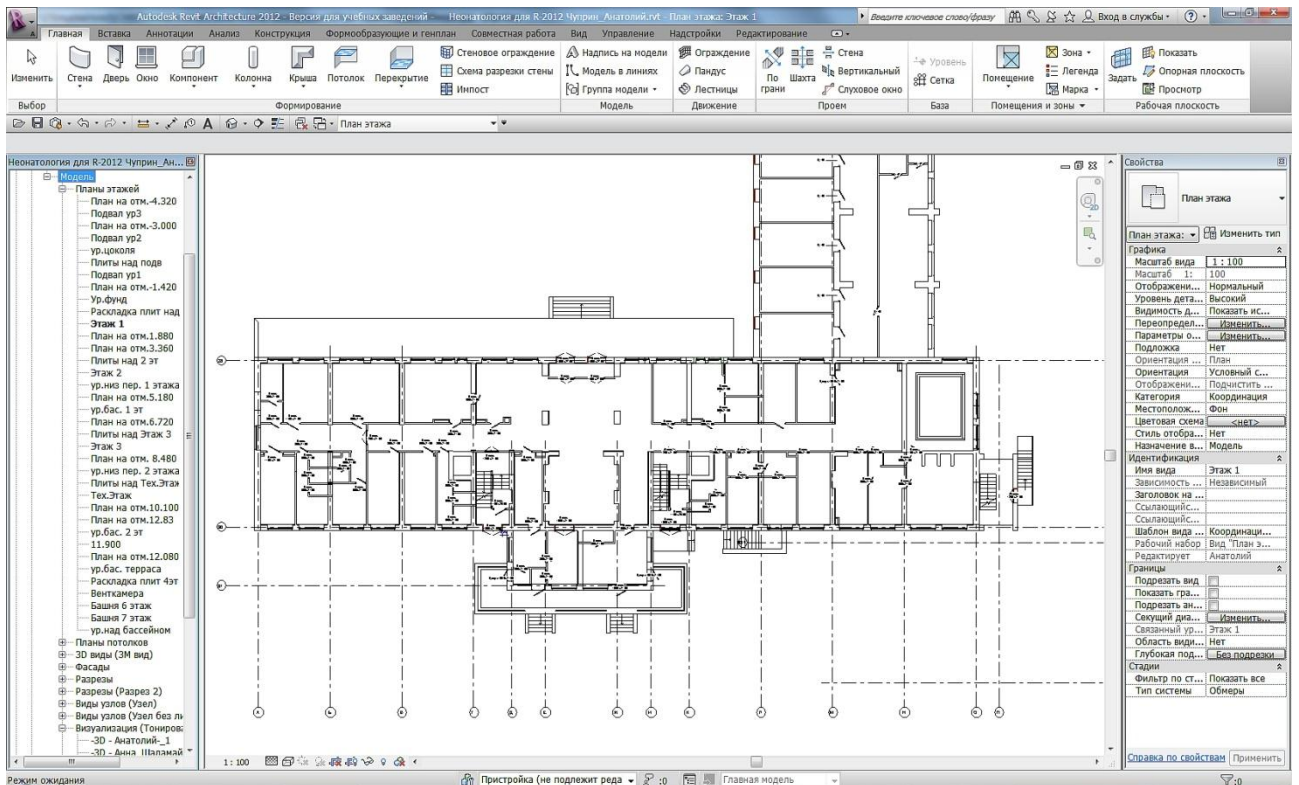 Autodesk Revit Architecture 2012 - Версия для учебных заведений - Неонатология для R-2012 Чуприн_Анатолий.rvt - План этажа: Этаж 1
Введите ключевое слово/фразу
Вход в службы
Главная Вставка Аннотации Анализ Конструкция Формообразующие и генплан Совместная работа Вид Управление Надстройки Редактирование
Изменить
Стена Дверь Окно Компонент Колонна Крыша Потолок Перекрытие
Стеновое ограждение
Схема разрезки стены
Импост
Надпись на модели
Модель в линиях
Группа модели
Ограждение
Пандус
Лестницы
По грани
Шахта
Стена
Вертикальный
Слуховое окно
Уровень
Сетка
Помещение
Зона
Легенда
Марка
Задать
Показать
Опорная плоскость
Просмотр
Выбор Формирование Модель Движение Проем База Помещения и зоны Рабочая плоскость
План этажа
Неонатология для R-2012 Чуприн_Ан...
Модель
Планы этажей
План на отм.-4.320
Подвал ур3
План на отм.-3.000
Подвал ур2
ур.цоколя
Плиты над подв
Подвал ур1
План на отм.-1.420
Ур.фунд
Раскладка плит над
Этаж 1
План на отм.1.880
План на отм.3.360
Плиты над 2 эт
Этаж 2
ур.низ пер. 1 этажа
План на отм.5.180
ур.бас. 1 эт
План на отм.6.720
Плиты над Этаж 3
Этаж 3
План на отм. 8.480
ур.низ пер. 2 этажа
Плиты над Тех.Этаж
Тех.Этаж
План на отм.10.100
План на отм.12.83
ур.бас. 2 эт
11.900
План на отм.12.080
ур.бас. терраса
Раскладка плит 4эт
Венткамера
Башня 6 этаж
Башня 7 этаж
ур.над бассейном
Планы потолков
3D виды (3М вид)
Фасады
Разрезы
Разрезы (Разрез 2)
Виды узлов (Узел)
Виды узлов (Узел без ли
Визуализация (Тонирова
-3D - Анатолий-_1
-3D - Анна Шаламай
2D
Свойства
План этажа
План этажа: Изменить тип
Графика
Масштаб вида 1 : 100
Масштаб 1: 100
Отображени... Нормальный
Уровень дета... Высокий
Видимость д... Показать ис...
Переопредел... Изменить...
Параметры о... Изменить...
Подложка Нет
Ориентация ... План
Ориентация Условный с...
Отображени... Подчистить ...
Категория Координация
Местополож... Фон
Цветовая схема <нет>
Стиль отобра... Нет
Назначение в... Модель
Идентификация
Имя вида Этаж 1
Зависимость ... Независимый
Заголовок на ...
Ссылающийс...
Ссылающийс...
Шаблон вида ... Координаци...
Рабочий набор Вид "План э...
Редактирует Анатолий
Границы
Подрезать вид
Показать гра...
Подрезать ан...
Секущий диа... Изменить...
Связанный ур... Этаж 1
Область види... Нет
Глубокая под... Без подрезки
Стадии
Фильтр по ст... Показать все
Тип системы Обмеры
Справка по свойствам Применить
1 : 100
Режим ожидания
Пристройка (не подлежит реда
:0
Главная модель
:0